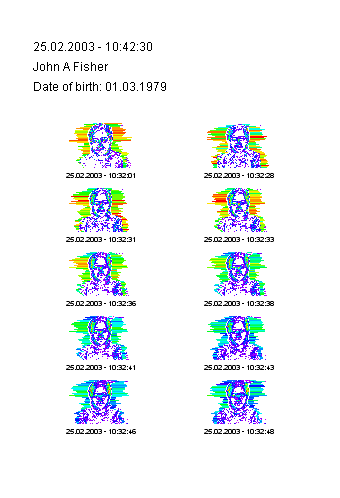 25.02.2003 - 10:42:30
John A Fisher
Date of birth: 01.03.1979
25.02.2003 - 10:32:01
25.02.2003 - 10:32:28
25.02.2003 - 10:32:31
25.02.2003 - 10:32:33
25.02.2003 - 10:32:36
25.02.2003 - 10:32:38
25.02.2003 - 10:32:41
25.02.2003 - 10:32:43
25.02.2003 - 10:32:46
25.02.2003 - 10:32:48